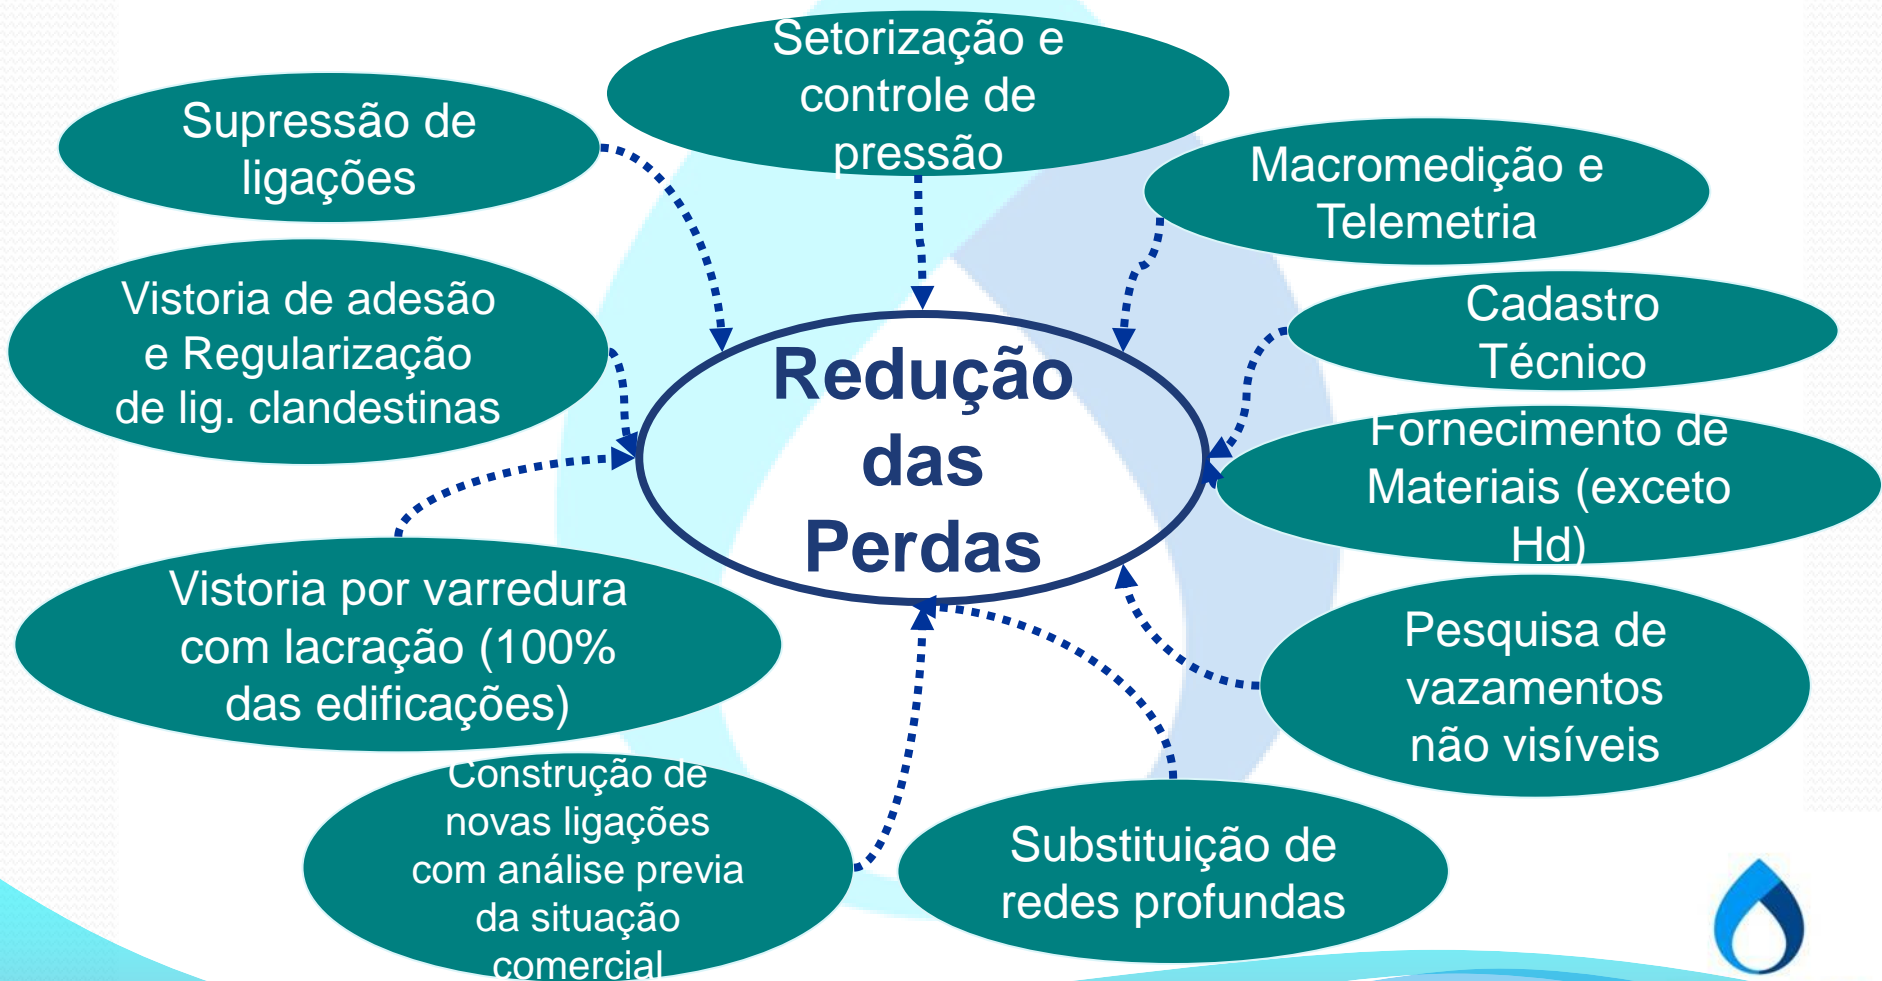 Setorização e
controle de
pressão
Supressão de
ligações
Macromedição e
Telemetria
Vistoria de adesão
e Regularização
de lig. clandestinas
Cadastro
Técnico
Redução
das
Perdas
Fornecimento de
Materiais (exceto
Hd)
Vistoria por varredura
com lacração (100%
das edificações)
Pesquisa de
vazamentos
não visíveis
Construção de
novas ligações
com análise previa
da situação
comercial
Substituição de
redes profundas